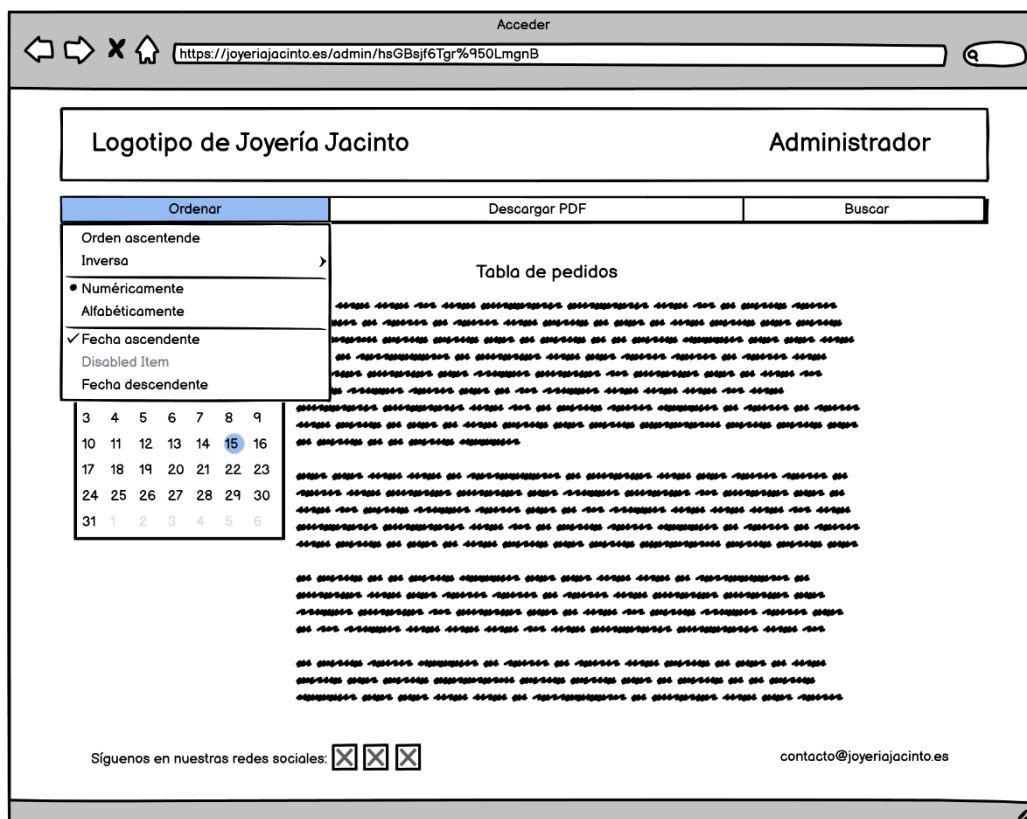 Acceder
https://joyeriajacinto.es/admin/hsGBsjf6Tgr%950LmgnB
Logotipo de Joyería Jacinto Administrador
Ordenar Descargar PDF Buscar
Orden ascentende
Inversa
Numéricamente
Alfabéticamente
Fecha ascendente
Disabled Item
Fecha descendente
Tabla de pedidos
3 4 5 6 7 8 9
10 11 12 13 14 15 16
17 18 19 20 21 22 23
24 25 26 27 28 29 30
31 1 2 3 4 5 6
Síguenos en nuestras redes sociales: contacto@joyeriajacinto.es